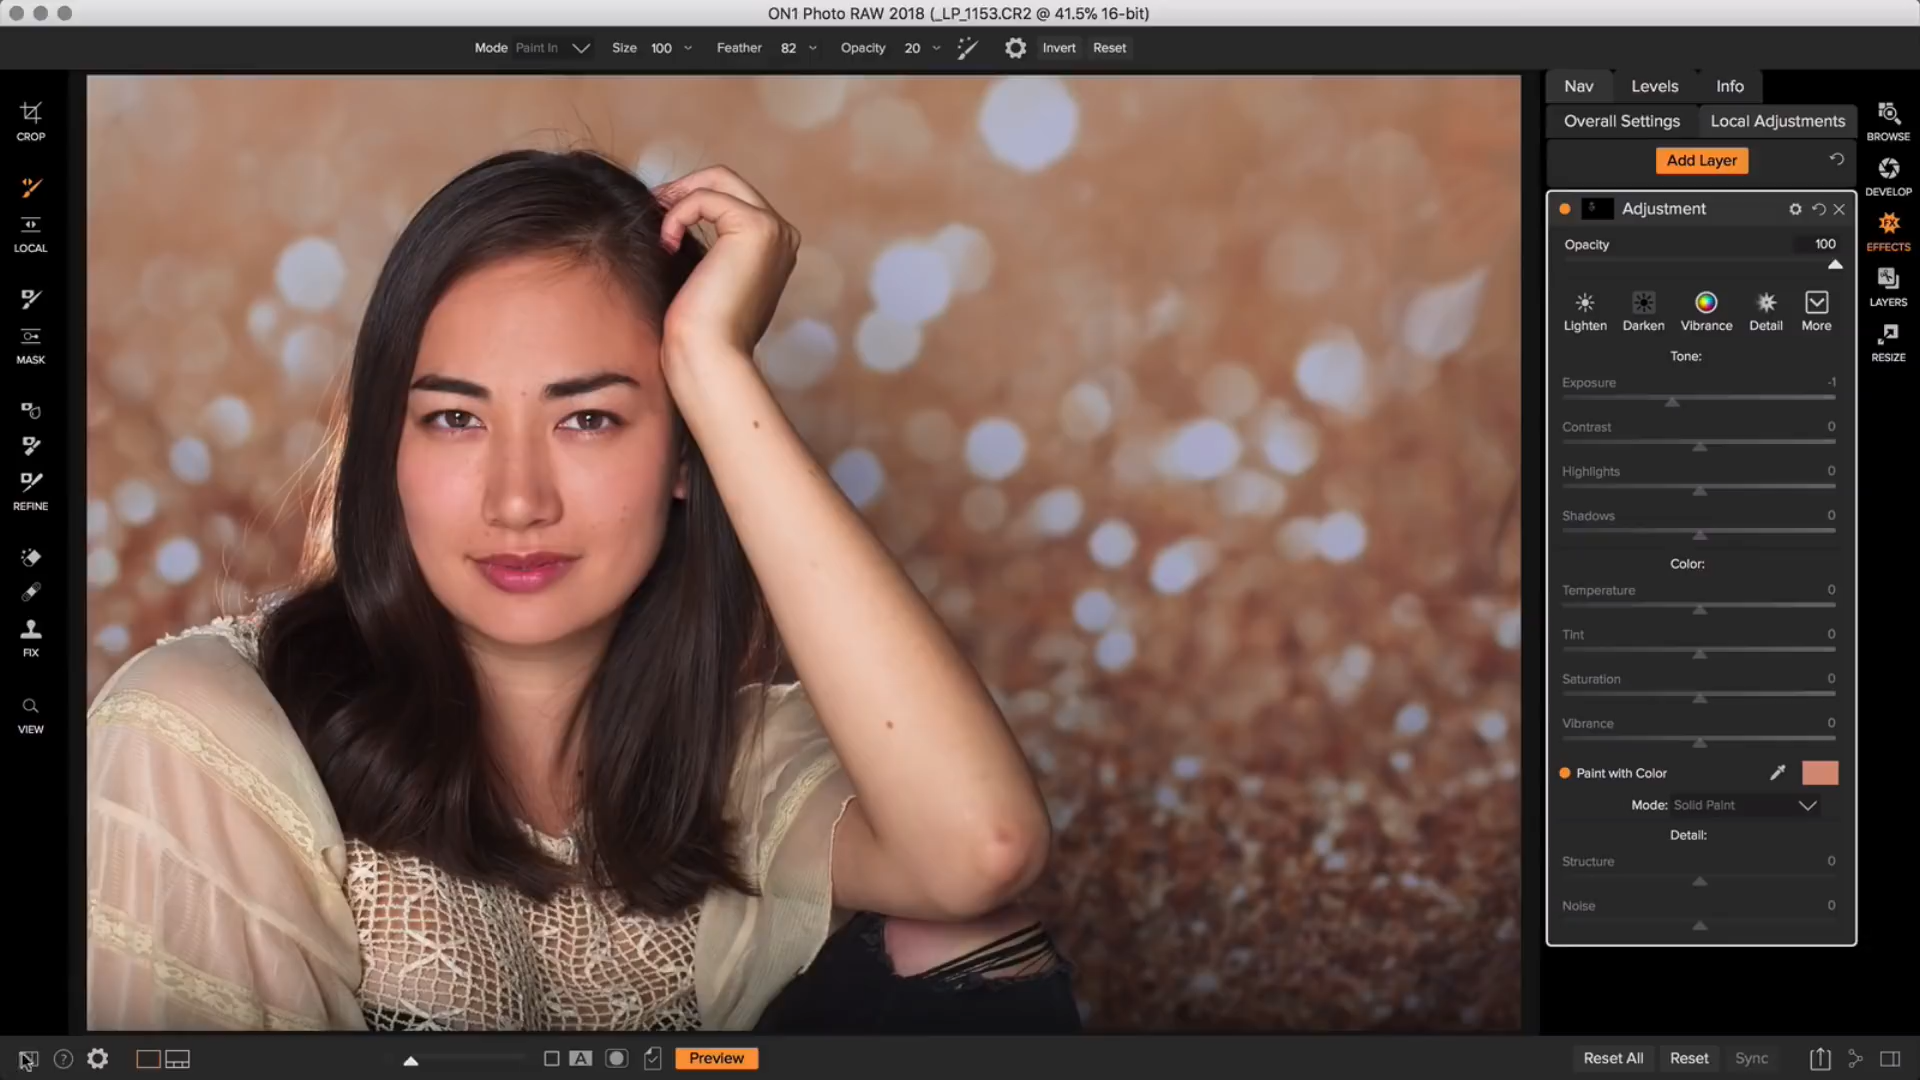 ON1 Photo RAW 2018 (_LP_1153.CR2 @ 41.5% 16-bit)
Mode Paint In Size 100 Feather 82 Opacity 20 Invert Reset
CROP
LOCAL
MASK
REFINE
FIX
VIEW
Nav Levels Info
Overall Settings Local Adjustments
Add Layer
Adjustment
Opacity 100
Lighten Darken Vibrance Detail More
Tone:
Exposure -1
Contrast 0
Highlights 0
Shadows 0
Color:
Temperature 0
Tint 0
Saturation 0
Vibrance 0
Paint with Color
Mode: Solid Paint
Detail:
Structure 0
Noise 0
BROWSE
DEVELOP
FX
EFFECTS
LAYERS
RESIZE
? A Preview Reset All Reset Sync